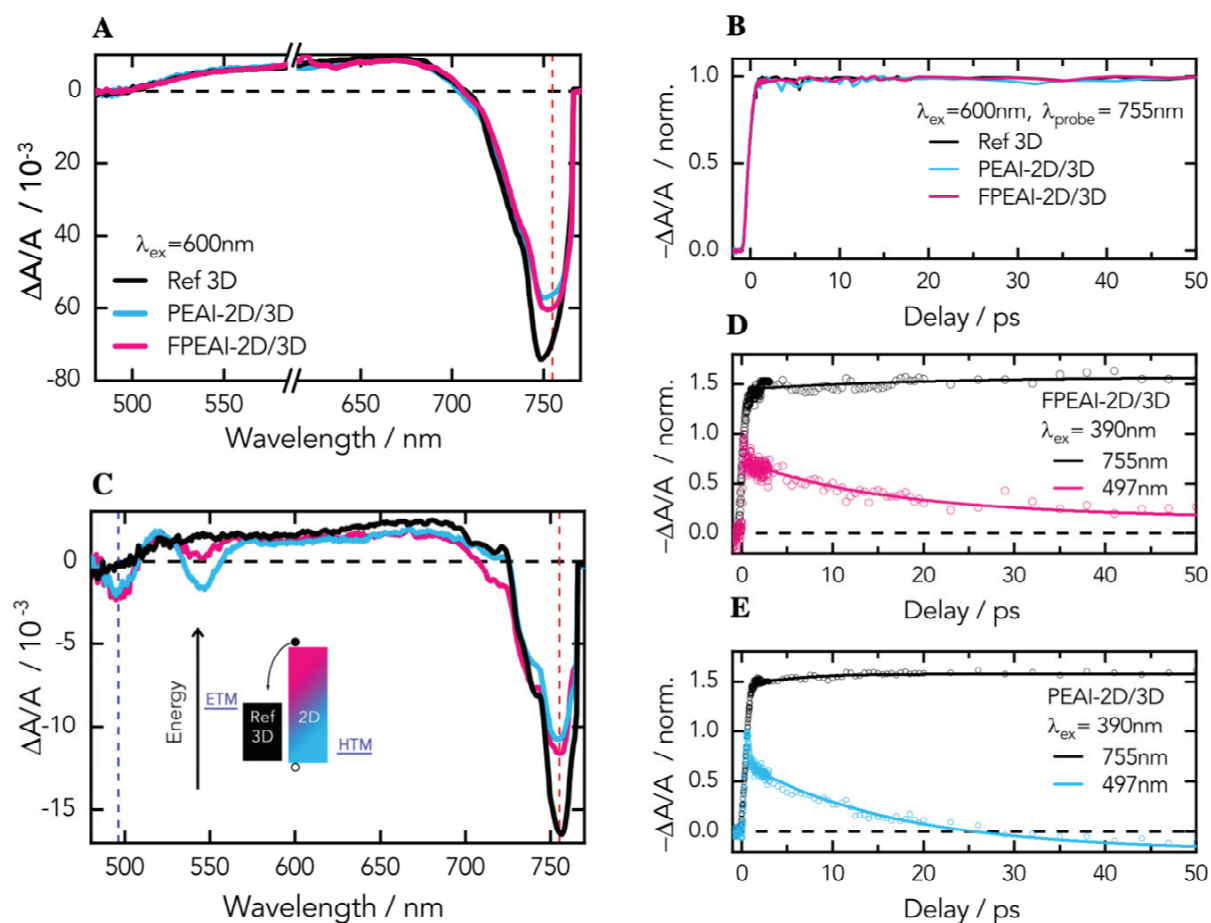 A
0
20
40
60
-80
ΔA/A / 10⁻³
λex=600nm
Ref 3D
PEAI-2D/3D
FPEAI-2D/3D
500 550 650 700 750
Wavelength / nm
B
1.0
0.5
0.0
−ΔA/A / norm.
λex=600nm, λprobe = 755nm
Ref 3D
PEAI-2D/3D
FPEAI-2D/3D
0 10 20 30 40 50
Delay / ps
C
0
-5
-10
-15
ΔA/A / 10⁻³
Energy
ETM
Ref
3D
2D
HTM
500 550 600 650 700 750
Wavelength / nm
D
1.5
1.0
0.5
0.0
−ΔA/A / norm.
FPEAI-2D/3D
λex= 390nm
755nm
497nm
0 10 20 30 40 50
Delay / ps
E
1.5
1.0
0.5
0.0
−ΔA/A / norm.
PEAI-2D/3D
λex= 390nm
755nm
497nm
0 10 20 30 40 50
Delay / ps